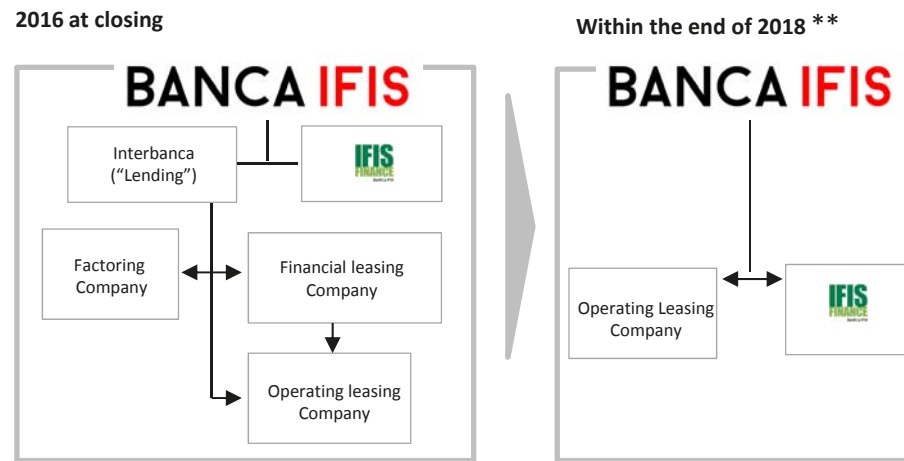 2016 at closing
Within the end of 2018 **
BANCA IFIS
Interbanca
(“Lending”)
IFIS
FINANCE
Factoring
Company
Financial leasing
Company
Operating leasing
Company
BANCA IFIS
Operating Leasing
Company
IFIS
FINANCE